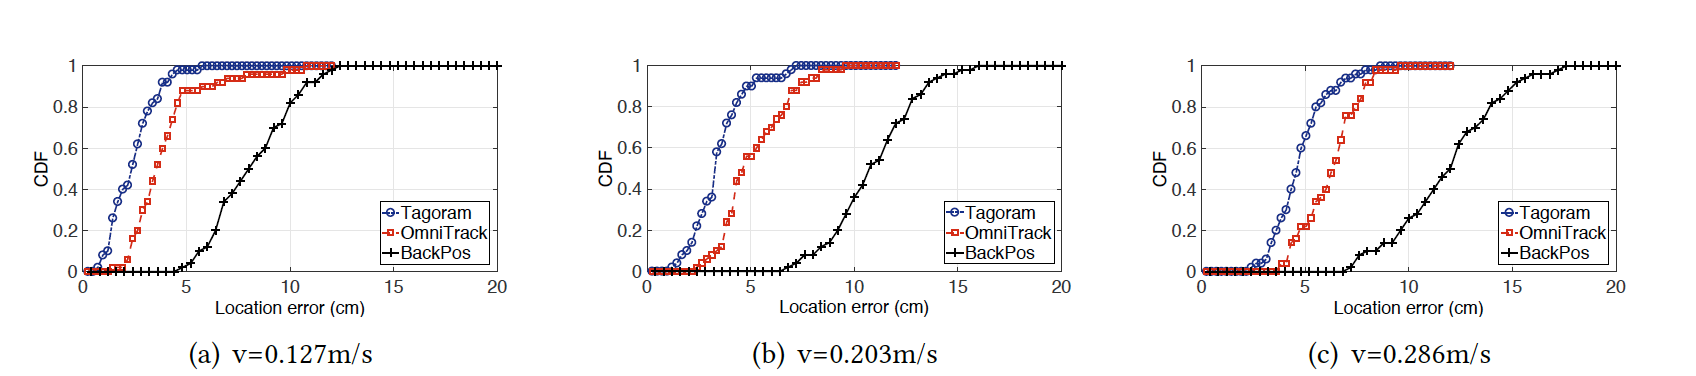 1
0.8
0.6
0.4
0.2
0
CDF
0 5 10 15 20
Location error (cm)
Tagoram
OmniTrack
BackPos
(a) v=0.127m/s
1
0.8
0.6
0.4
0.2
0
CDF
0 5 10 15 20
Location error (cm)
Tagoram
OmniTrack
BackPos
(b) v=0.203m/s
1
0.8
0.6
0.4
0.2
0
CDF
0 5 10 15 20
Location error (cm)
Tagoram
OmniTrack
BackPos
(c) v=0.286m/s